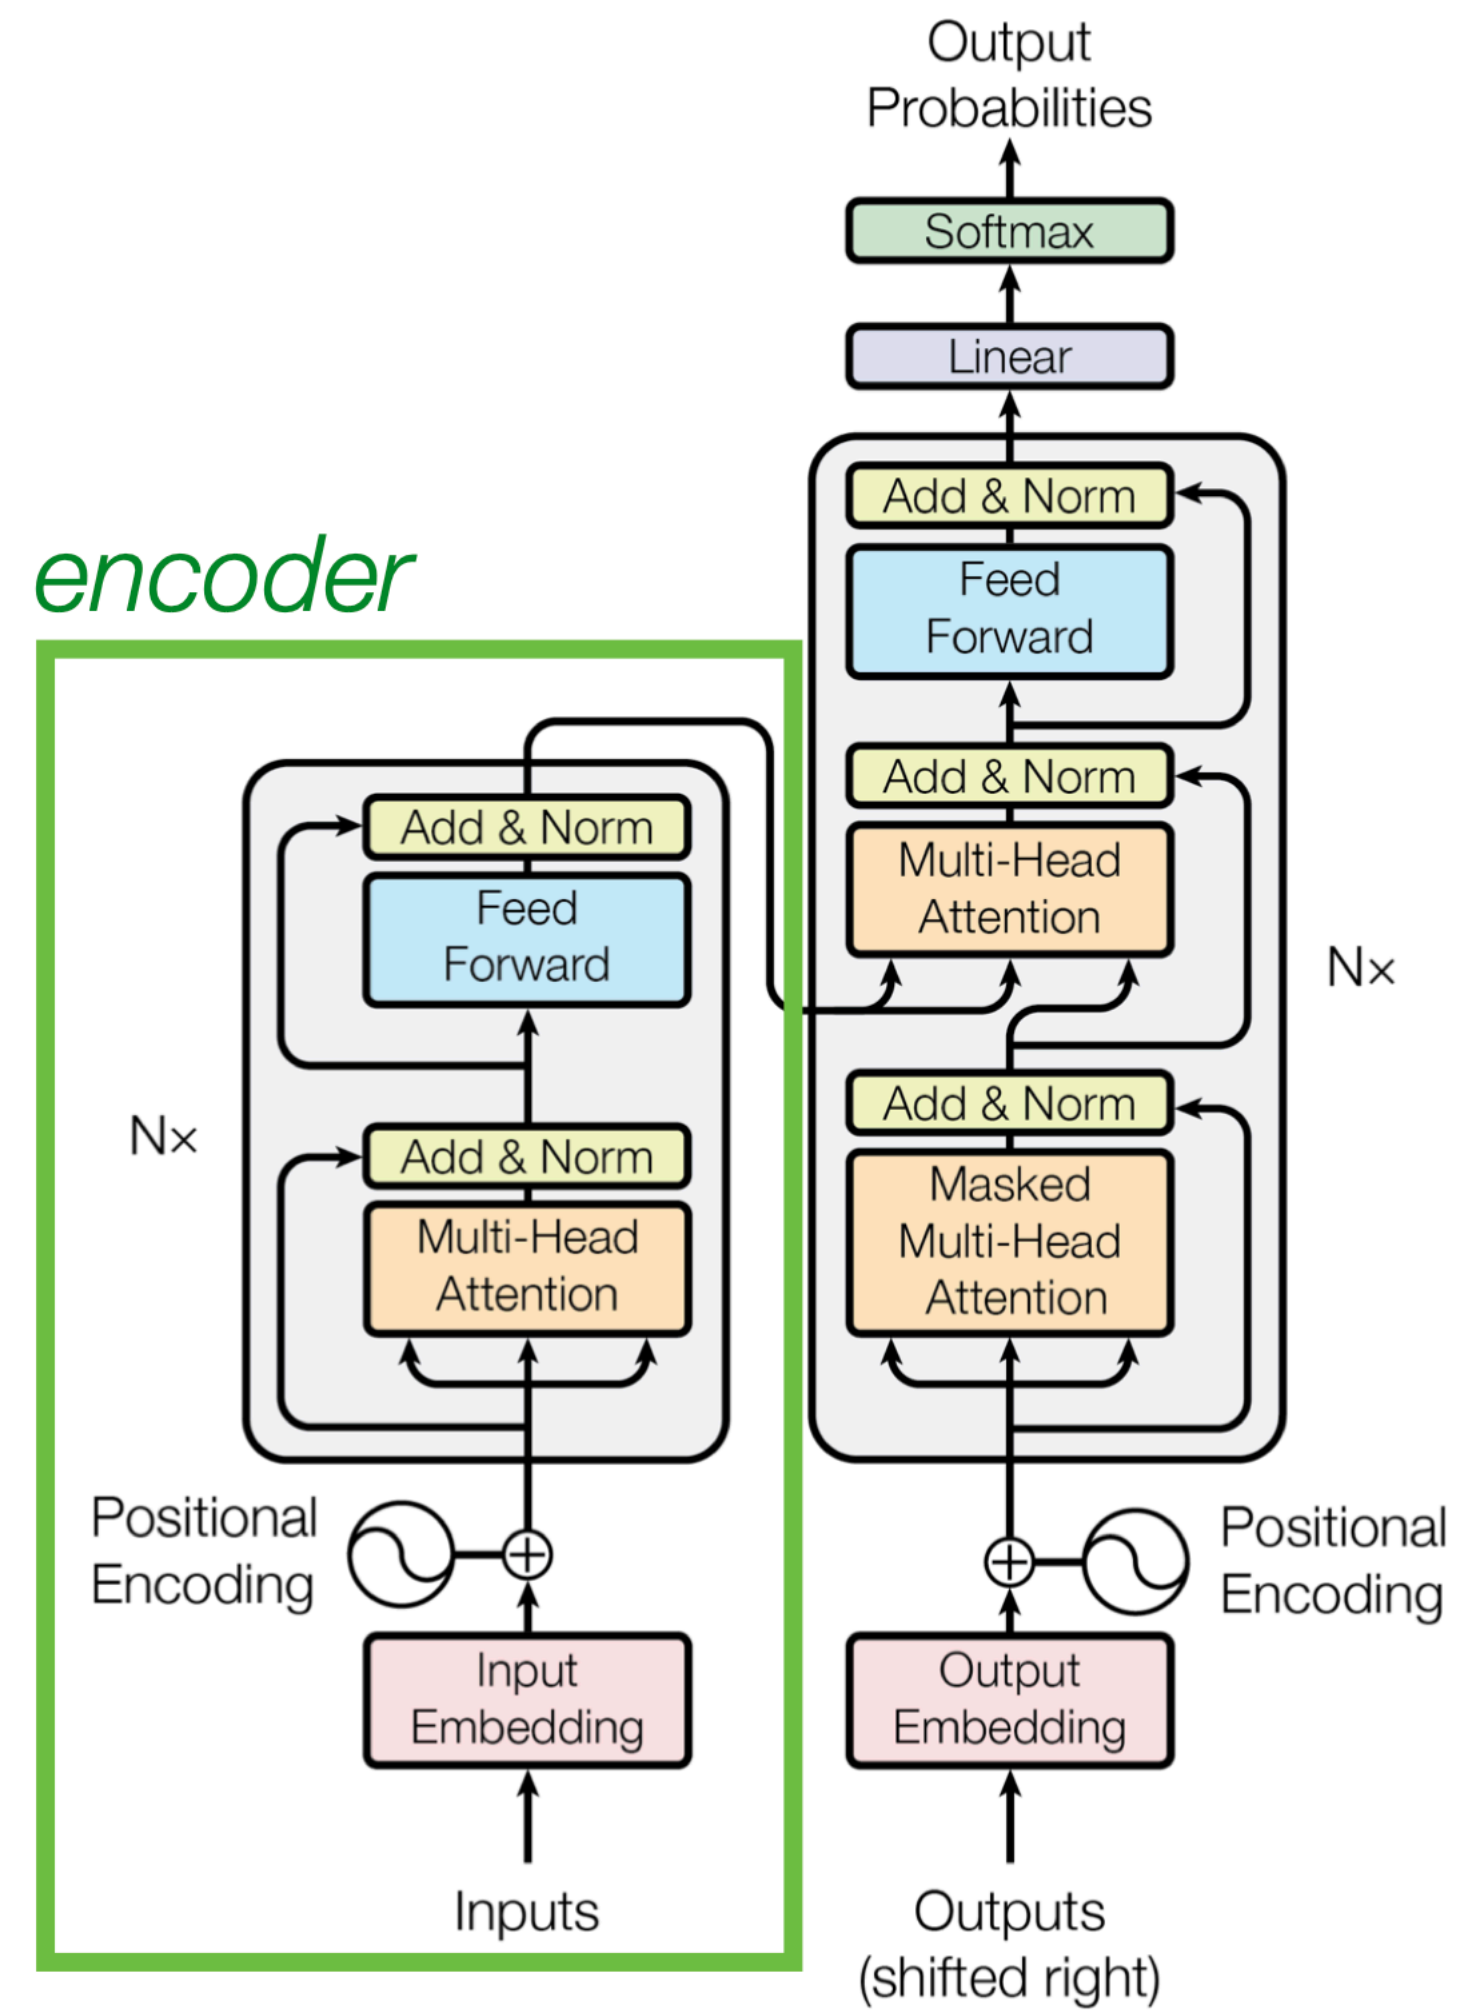 Output
Probabilities
Softmax
Linear
Add & Norm
Feed
Forward
Add & Norm
Multi-Head
Attention
N×
Add & Norm
Masked
Multi-Head
Attention
Positional
Encoding
Output
Embedding
Outputs
(shifted right)
encoder
Add & Norm
Feed
Forward
N×
Add & Norm
Multi-Head
Attention
Positional
Encoding
Input
Embedding
Inputs